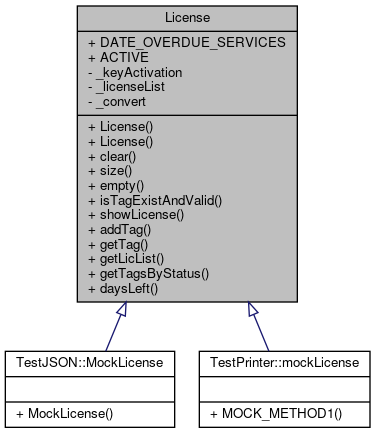 License
+ DATE_OVERDUE_SERVICES
+ ACTIVE
- _keyActivation
- _licenseList
- _convert
+ License()
+ License()
+ clear()
+ size()
+ empty()
+ isTagExistAndValid()
+ showLicense()
+ addTag()
+ getTag()
+ getLicList()
+ getTagsByStatus()
+ daysLeft()
TestJSON::MockLicense
+ MockLicense()
TestPrinter::mockLicense
+ MOCK_METHOD1()